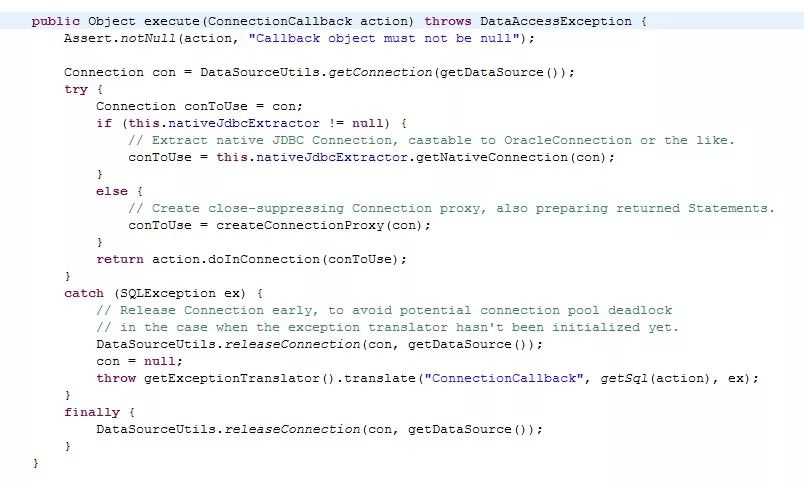 public Object execute(ConnectionCallback action) throws DataAccessException {
    Assert.notNull(action, "Callback object must not be null");

    Connection con = DataSourceUtils.getConnection(getDataSource());
    try {
        Connection conToUse = con;
        if (this.nativeJdbcExtractor != null) {
            // Extract native JDBC Connection, castable to OracleConnection or the like.
            conToUse = this.nativeJdbcExtractor.getNativeConnection(con);
        }
        else {
            // Create close-suppressing Connection proxy, also preparing returned Statements.
            conToUse = createConnectionProxy(con);
        }
        return action.doInConnection(conToUse);
    }
    catch (SQLException ex) {
        // Release Connection early, to avoid potential connection pool deadlock
        // in the case when the exception translator hasn't been initialized yet.
        DataSourceUtils.releaseConnection(con, getDataSource());
        con = null;
        throw getExceptionTranslator().translate("ConnectionCallback", getSql(action), ex);
    }
    finally {
        DataSourceUtils.releaseConnection(con, getDataSource());
    }
}